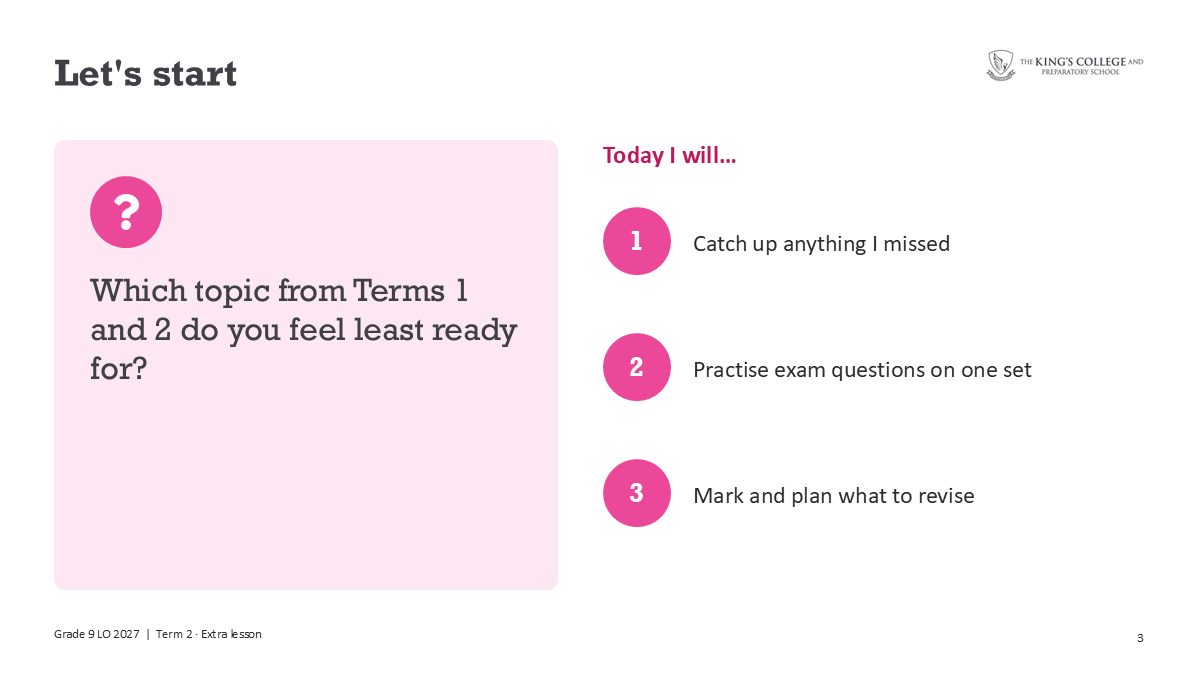 Let's start
THE KING'S COLLEGE AND
PREPARATORY SCHOOL
?
Which topic from Terms 1
and 2 do you feel least ready
for?
Today I will...
1
Catch up anything I missed
2
Practise exam questions on one set
3
Mark and plan what to revise
Grade 9 LO 2027 | Term 2 · Extra lesson
3